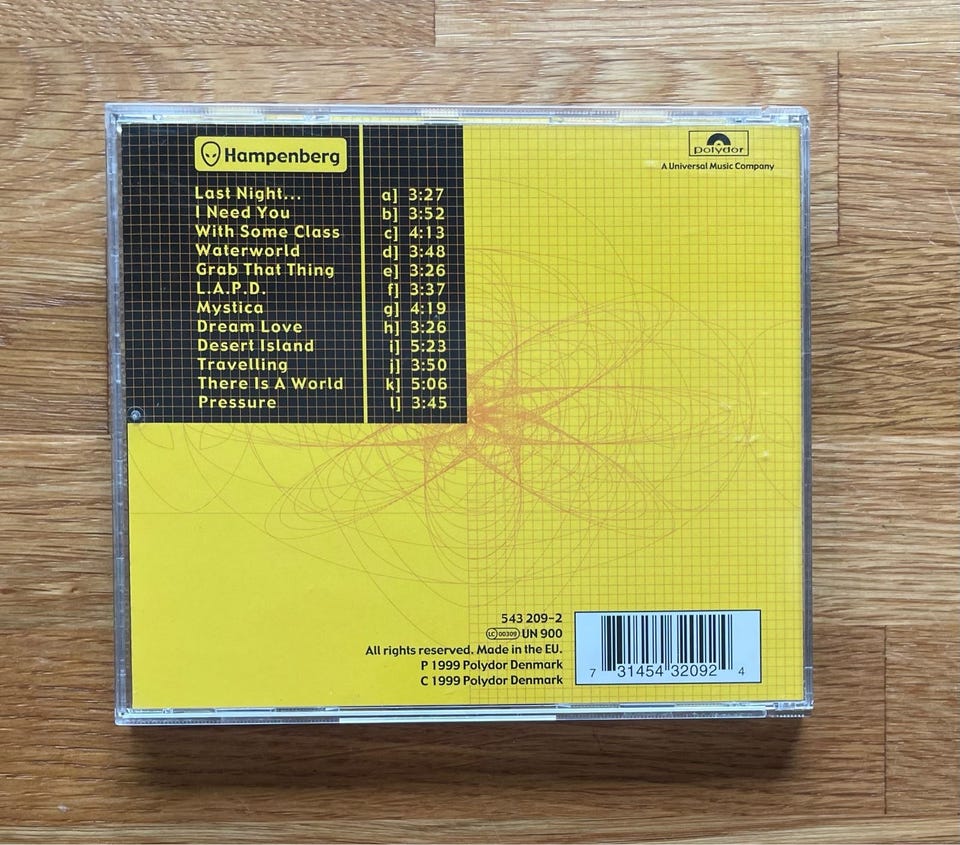 Hampenberg
Last Night... a] 3:27
I Need You b] 3:52
With Some Class c] 4:13
Waterworld d] 3:48
Grab That Thing e] 3:26
L.A.P.D. f] 3:37
Mystica g] 4:19
Dream Love h] 3:26
Desert Island i] 5:23
Travelling j] 3:50
There Is A World k] 5:06
Pressure l] 3:45
polydor
A Universal Music Company
543 209-2
LC 00309 UN 900
All rights reserved. Made in the EU.
P 1999 Polydor Denmark
C 1999 Polydor Denmark
7 31454 32092 4